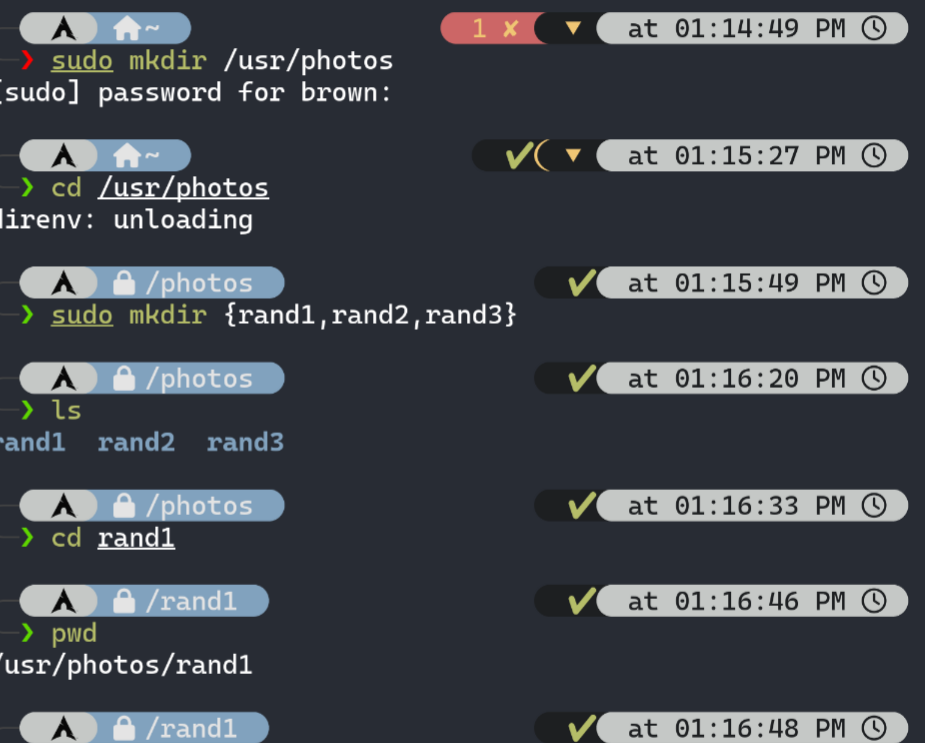 ~ 1 ✘ ▼ at 01:14:49 PM
❯ sudo mkdir /usr/photos
[sudo] password for brown:
~ ✔ ▼ at 01:15:27 PM
❯ cd /usr/photos
direnv: unloading
/photos ✔ at 01:15:49 PM
❯ sudo mkdir {rand1,rand2,rand3}
/photos ✔ at 01:16:20 PM
❯ ls
rand1 rand2 rand3
/photos ✔ at 01:16:33 PM
❯ cd rand1
/rand1 ✔ at 01:16:46 PM
❯ pwd
/usr/photos/rand1
/rand1 ✔ at 01:16:48 PM